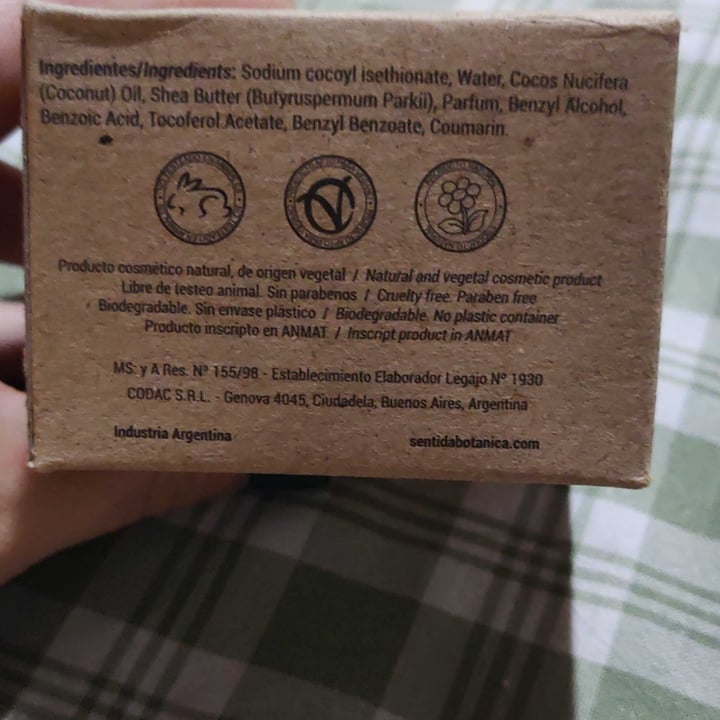 Ingredientes/Ingredients: Sodium cocoyl isethionate, Water, Cocos Nucifera
(Coconut) Oil, Shea Butter (Butyruspermum Parkii), Parfum, Benzyl Alcohol,
Benzoic Acid, Tocoferol Acetate, Benzyl Benzoate, Coumarin.
Producto cosmético natural, de origen vegetal / Natural and vegetal cosmetic product
Libre de testeo animal. Sin parabenos / Cruelty free. Paraben free
Biodegradable. Sin envase plástico / Biodegradable. No plastic container
Producto inscripto en ANMAT / Inscript product in ANMAT
MS: y A Res. Nº 155/98 - Establecimiento Elaborador Legajo Nº 1930
CODAC S.R.L. - Genova 4045, Ciudadela, Buenos Aires, Argentina
Industria Argentina
sentidabotanica.com